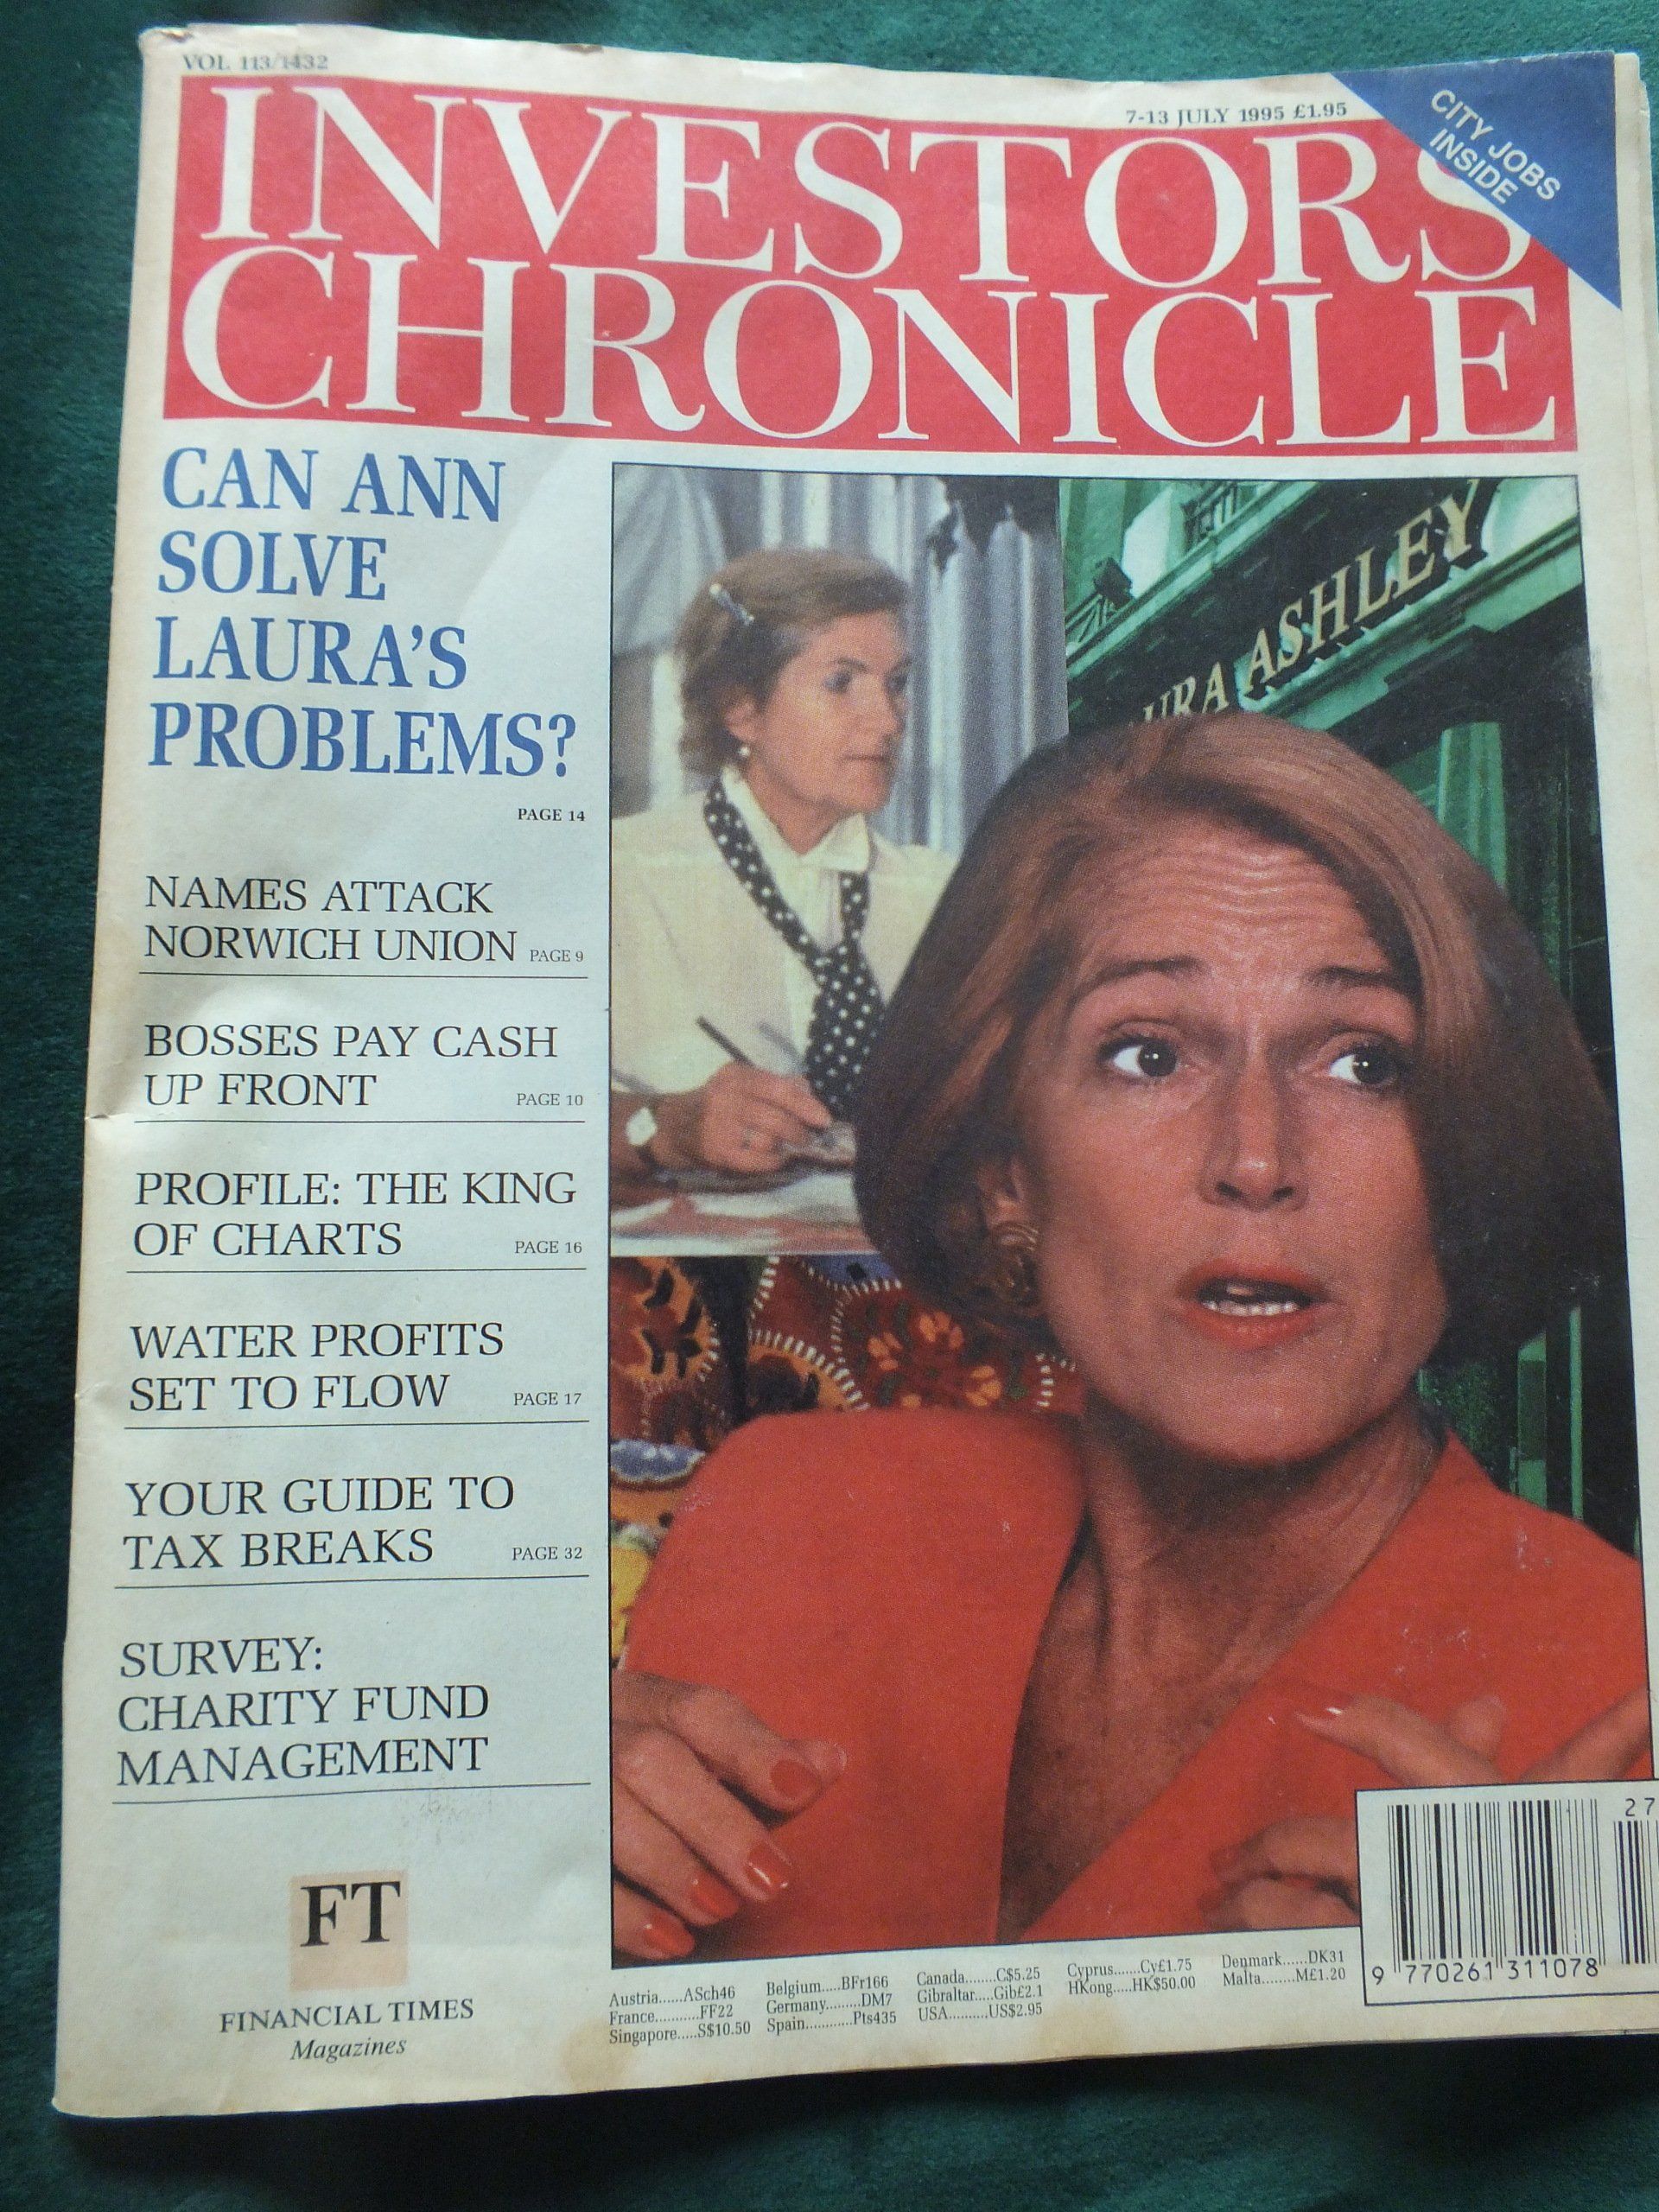 VOL 113/1432
7-13 JULY 1995 £1.95
CITY JOBS
INSIDE
INVESTORS
CHRONICLE
CAN ANN
SOLVE
LAURA'S
PROBLEMS?
PAGE 14
NAMES ATTACK
NORWICH UNION PAGE 9
BOSSES PAY CASH
UP FRONT PAGE 10
PROFILE: THE KING
OF CHARTS PAGE 16
WATER PROFITS
SET TO FLOW PAGE 17
YOUR GUIDE TO
TAX BREAKS PAGE 32
SURVEY:
CHARITY FUND
MANAGEMENT
FT
FINANCIAL TIMES
Magazines
URA ASHLEY
Austria......ASch46 Belgium....BFr166 Canada........C$5.25 Cyprus.......Cy£1.75 Denmark......DK31
France...........FF22 Germany.........DM7 Gibraltar.....Gib£2.1 HKong.....HK$50.00 Malta........M£1.20
Singapore.....S$10.50 Spain............Pts435 USA..........US$2.95
27
9 770261 311078